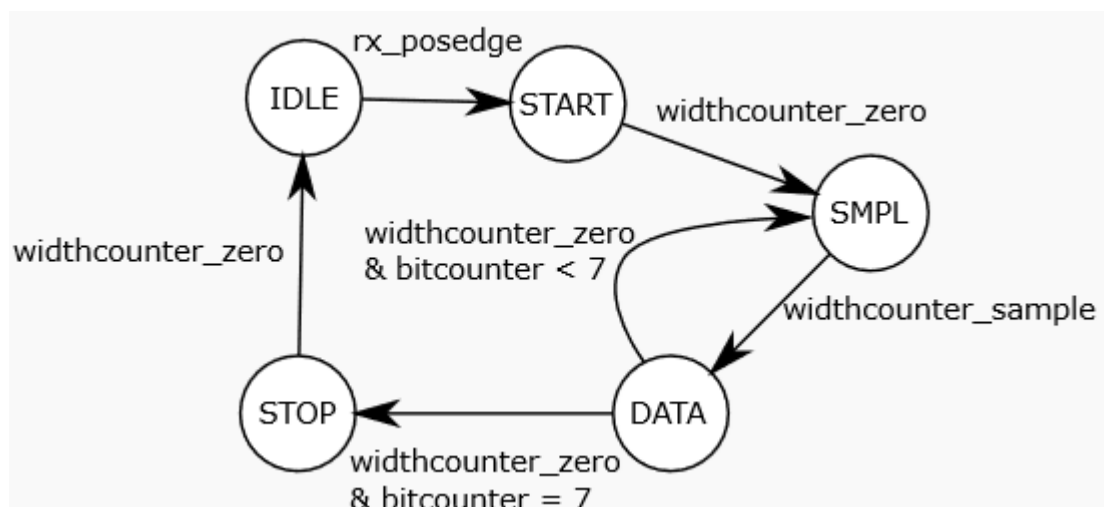 rx_posedge
IDLE
START
widthcounter_zero
SMPL
widthcounter_zero
& bitcounter < 7
widthcounter_zero
widthcounter_sample
STOP
DATA
widthcounter_zero
& bitcounter = 7